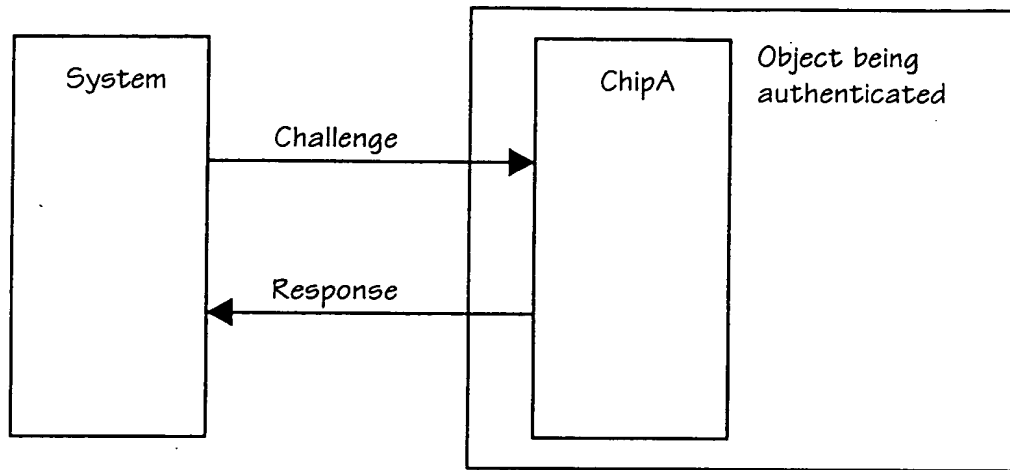 System
ChipA
Object being
authenticated
Challenge
Response